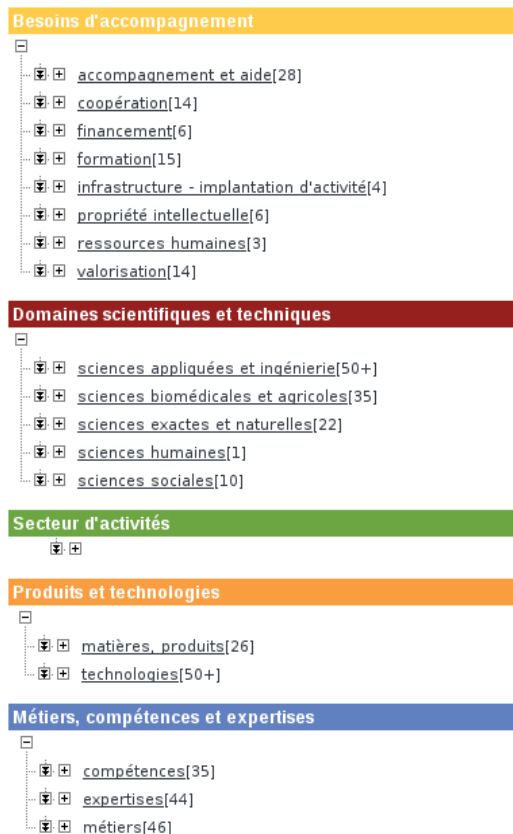 Besoins d'accompagnement
accompagnement et aide[28]
coopération[14]
financement[6]
formation[15]
infrastructure - implantation d'activité[4]
propriété intellectuelle[6]
ressources humaines[3]
valorisation[14]
Domaines scientifiques et techniques
sciences appliquées et ingénierie[50+]
sciences biomédicales et agricoles[35]
sciences exactes et naturelles[22]
sciences humaines[1]
sciences sociales[10]
Secteur d'activités
Produits et technologies
matières, produits[26]
technologies[50+]
Métiers, compétences et expertises
compétences[35]
expertises[44]
métiers[46]